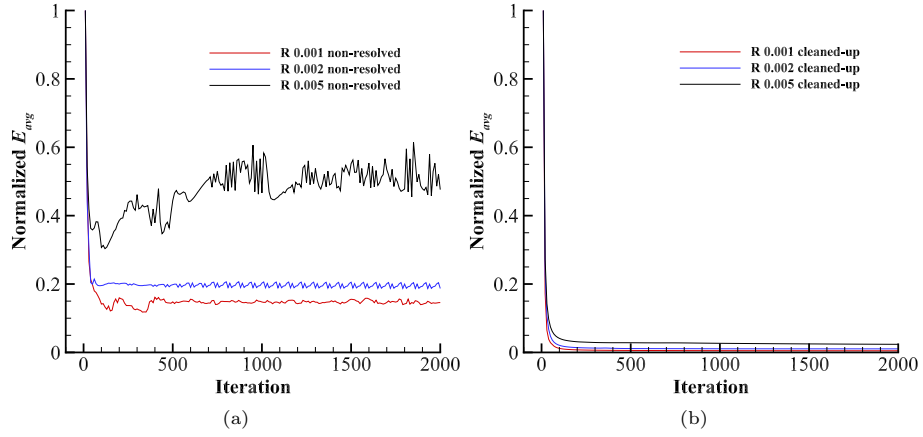 1
0.8
0.6
0.4
0.2
0
Normalized E_avg
R 0.001 non-resolved
R 0.002 non-resolved
R 0.005 non-resolved
0 500 1000 1500 2000
Iteration
(a)
1
0.8
0.6
0.4
0.2
0
Normalized E_avg
R 0.001 cleaned-up
R 0.002 cleaned-up
R 0.005 cleaned-up
0 500 1000 1500 2000
Iteration
(b)